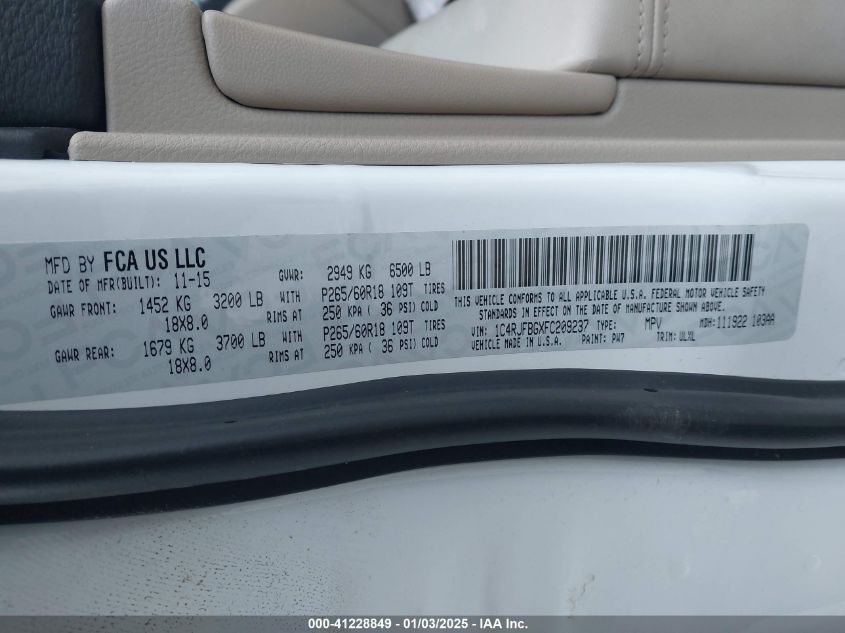 MFD BY FCA US LLC
DATE OF MFR(BUILT): 11-15 GVWR: 2949 KG 6500 LB
GAWR FRONT: 1452 KG 3200 LB WITH P265/60R18 109T TIRES
18X8.0 RIMS AT 250 KPA ( 36 PSI) COLD
GAWR REAR: 1679 KG 3700 LB WITH P265/60R18 109T TIRES
18X8.0 RIMS AT 250 KPA ( 36 PSI) COLD
THIS VEHICLE CONFORMS TO ALL APPLICABLE U.S.A. FEDERAL MOTOR VEHICLE SAFETY
STANDARDS IN EFFECT ON THE DATE OF MANUFACTURE SHOWN ABOVE.
VIN: 1C4RJFBGXFC209237 TYPE: MPV MDH: 111922 103AA
VEHICLE MADE IN U.S.A. PAINT: PW7 TRIM: ULXL
000-41228849 - 01/03/2025 - IAA Inc.